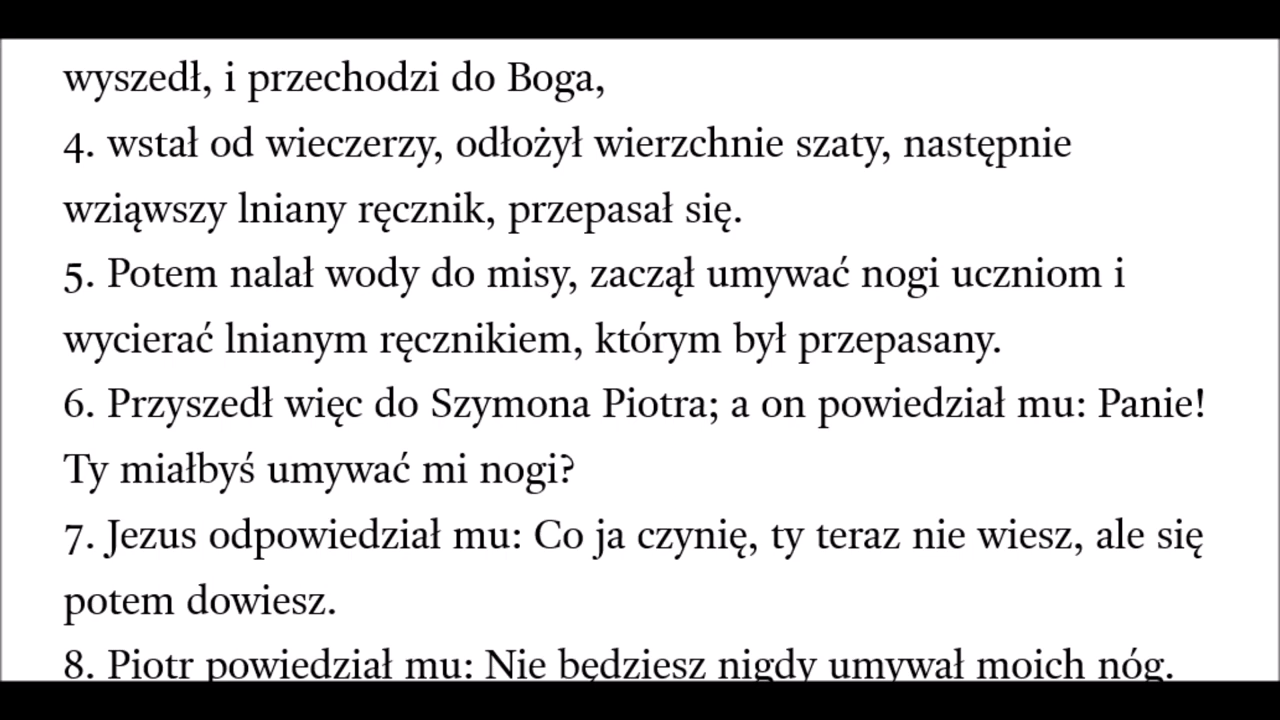 wyszedł, i przechodzi do Boga,
4. wstał od wieczerzy, odłożył wierzchnie szaty, następnie
wziąwszy lniany ręcznik, przepasał się.
5. Potem nalał wody do misy, zaczął umywać nogi uczniom i
wycierać lnianym ręcznikiem, którym był przepasany.
6. Przyszedł więc do Szymona Piotra; a on powiedział mu: Panie!
Ty miałbyś umywać mi nogi?
7. Jezus odpowiedział mu: Co ja czynię, ty teraz nie wiesz, ale się
potem dowiesz.
8. Piotr powiedział mu: Nie będziesz nigdy umywał moich nóg.